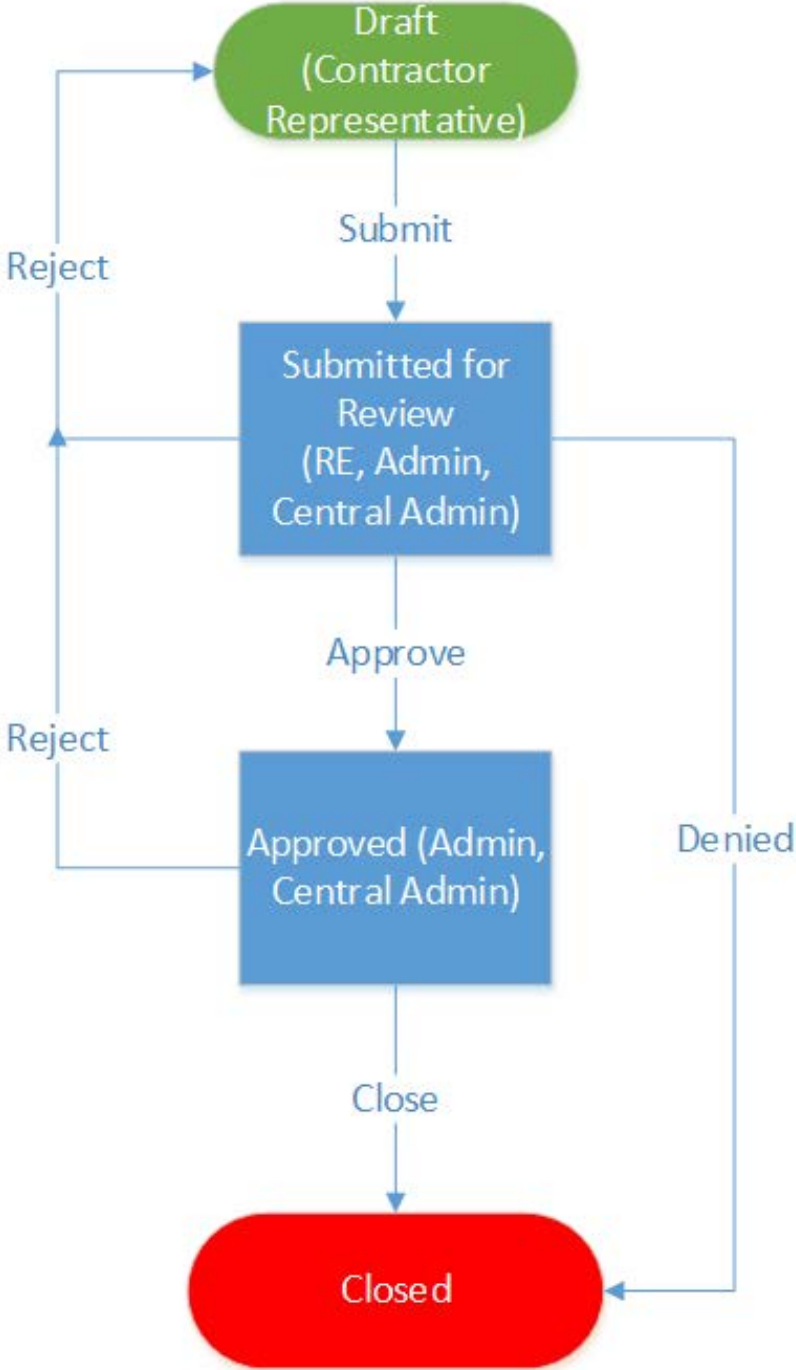 Draft
(Contractor
Representative)
Submit
Reject
Submitted for
Review
(RE, Admin,
Central Admin)
Approve
Reject
Approved (Admin,
Central Admin)
Denied
Close
Closed